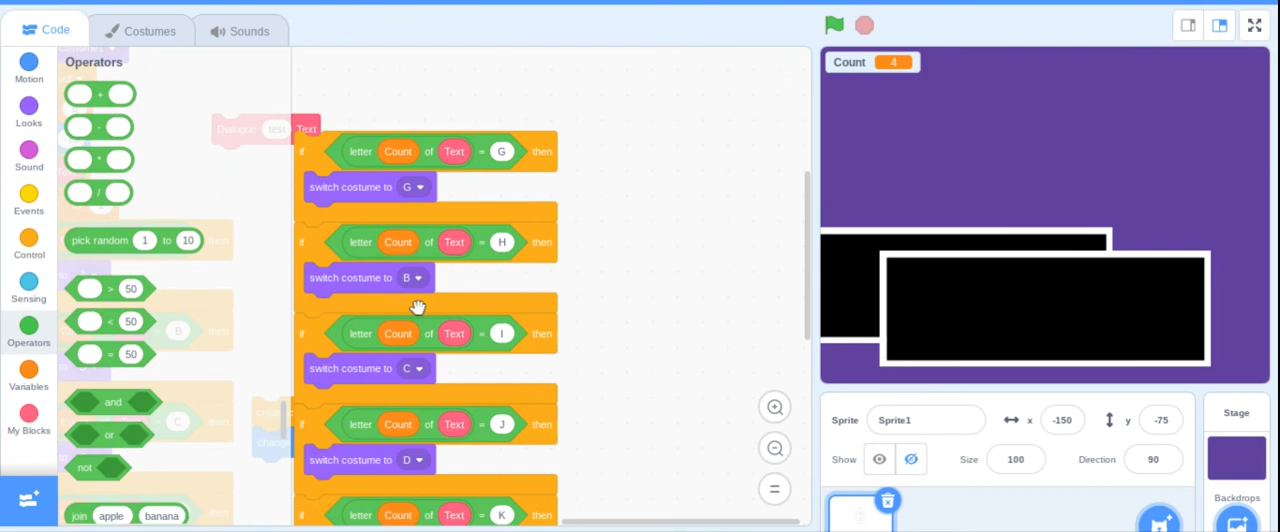 Code
Costumes
Sounds
Motion
Looks
Sound
Events
Control
Sensing
Operators
Variables
My Blocks
Operators
+
-
*
/
pick random 1 to 10
> 50
< 50
= 50
and
or
not
join apple banana
Dialogue test Text
then
B
C
if letter Count of Text = G then
switch costume to G
if letter Count of Text = H then
switch costume to B
if letter Count of Text = I then
switch costume to C
if letter Count of Text = J then
switch costume to D
if letter Count of Text = K then
Count 4
Sprite Sprite1 x -150 y -75
Show Size 100 Direction 90
Stage
Backdrops